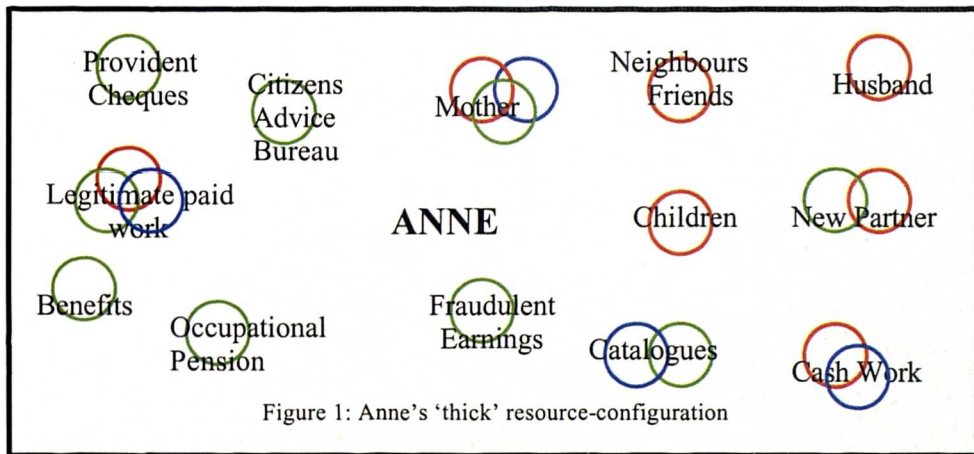 Provident
Cheques
Citizens
Advice
Bureau
Mother
Neighbours
Friends
Husband
Legitimate paid
work
ANNE
Children
New Partner
Benefits
Occupational
Pension
Fraudulent
Earnings
Catalogues
Cash Work
Figure 1: Anne's ‘thick’ resource-configuration